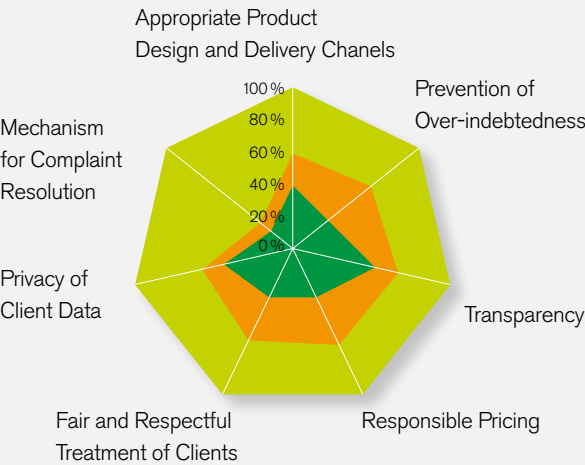 Appropriate Product
Design and Delivery Chanels
Prevention of
Over-indebtedness
Mechanism
for Complaint
Resolution
100 %
80 %
60 %
40 %
20 %
0 %
Privacy of
Client Data
Transparency
Fair and Respectful
Treatment of Clients
Responsible Pricing